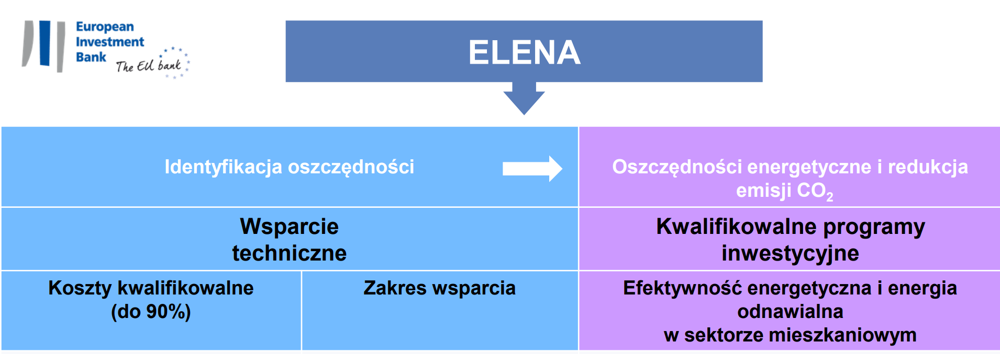 European
Investment
Bank
The EU bank
ELENA
Identyfikacja oszczędności
Oszczędności energetyczne i redukcja
emisji CO₂
Wsparcie
techniczne
Kwalifikowalne programy
inwestycyjne
Koszty kwalifikowalne
(do 90%)
Zakres wsparcia
Efektywność energetyczna i energia
odnawialna
w sektorze mieszkaniowym